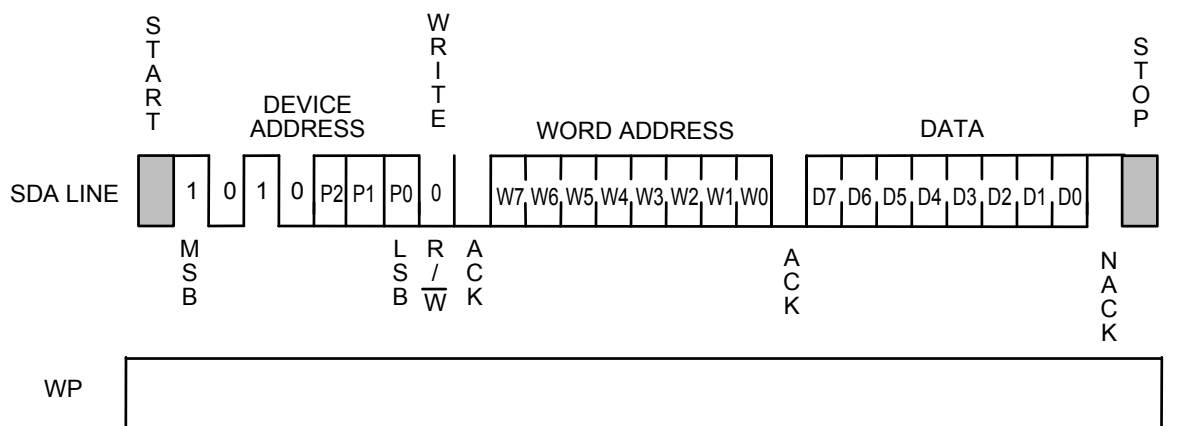 START
WRITE
STOP
DEVICE
ADDRESS
WORD ADDRESS
DATA
SDA LINE
1 0 1 0 P2 P1 P0 0 W7 W6 W5 W4 W3 W2 W1 W0 D7 D6 D5 D4 D3 D2 D1 D0
MSB
LSB
R/W̅
ACK
ACK
NACK
WP